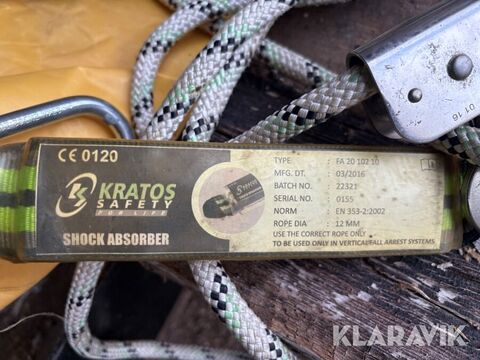 01 16
CE 0120
KRATOS
SAFETY
FOR LIFE
SHOCK ABSORBER
TYPE : FA 20 102 10
MFG. DT. : 03/2016
BATCH NO. : 22321
SERIAL NO. : 0155
NORM : EN 353-2:2002
ROPE DIA : 12 MM
USE THE CORRECT ROPE ONLY
TO BE USED ONLY IN VERTICAL FALL ARREST SYSTEMS
KLARAVIK